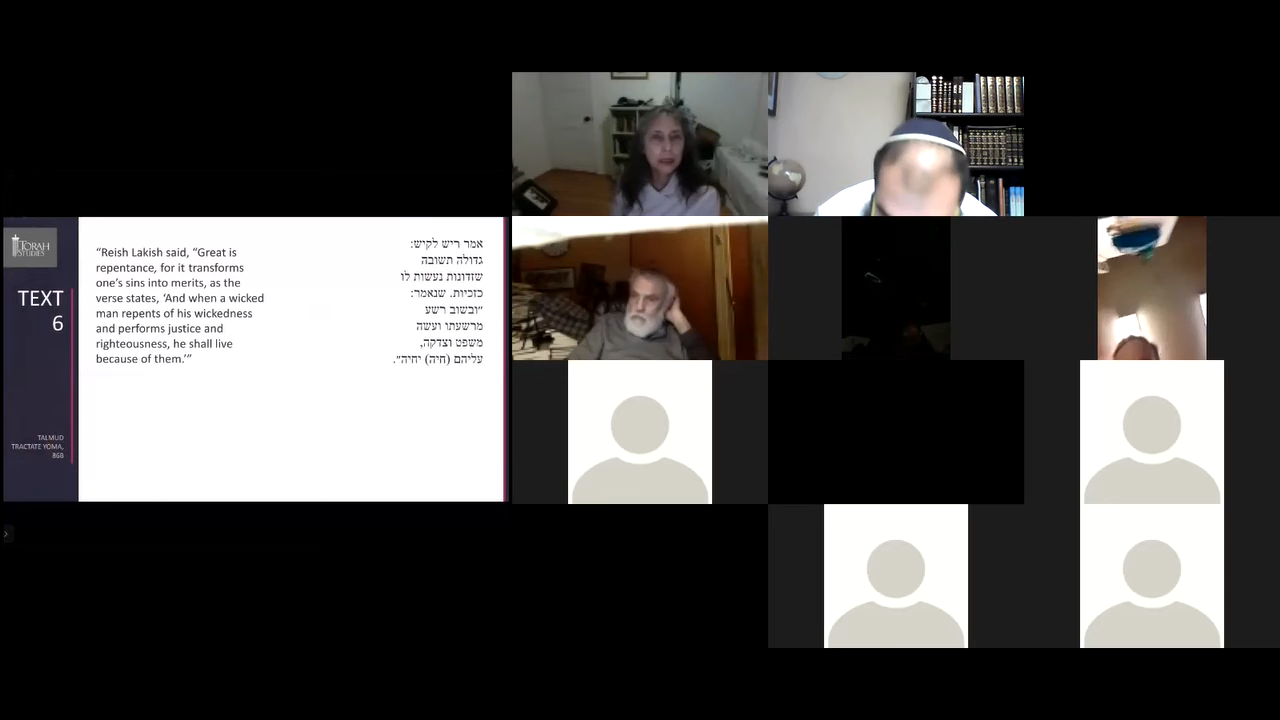 TORAH
STUDIES
TEXT
6
TALMUD
TRACTATE YOMA,
86B
“Reish Lakish said, “Great is
repentance, for it transforms
one’s sins into merits, as the
verse states, ‘And when a wicked
man repents of his wickedness
and performs justice and
righteousness, he shall live
because of them.’”
אמר ריש לקיש:
גדולה תשובה
שזדונות נעשות לו
כזכיות. שנאמר:
"ובשוב רשע
מרשעתו ועשה
משפט וצדקה,
עליהם (חיה) יחיה".